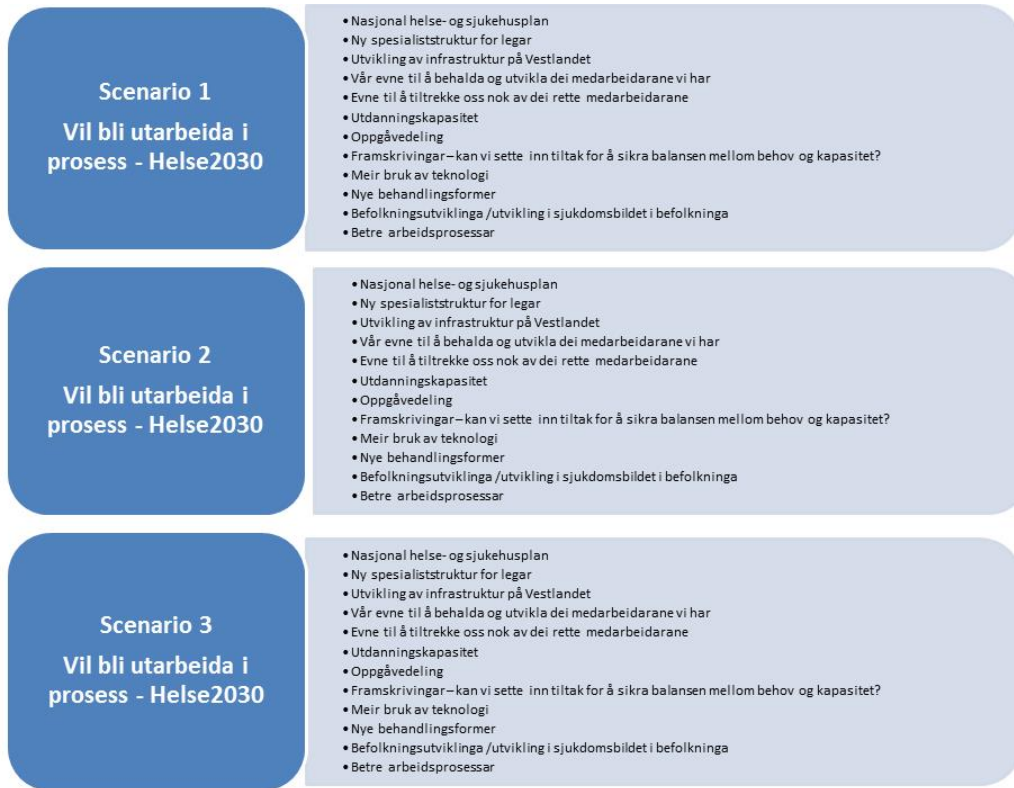 Scenario 1
Vil bli utarbeida i
prosess - Helse2030
• Nasjonal helse- og sjukehusplan
• Ny spesialiststruktur for legar
• Utvikling av infrastruktur på Vestlandet
• Vår evne til å behalda og utvikla dei medarbeidarane vi har
• Evne til å tiltrekke oss nok av dei rette medarbeidarane
• Utdanningskapasitet
• Oppgåvedeling
• Framskrivingar – kan vi sette inn tiltak for å sikra balansen mellom behov og kapasitet?
• Meir bruk av teknologi
• Nye behandlingsformer
• Befolkningsutviklinga /utvikling i sjukdomsbildet i befolkninga
• Betre arbeidsprosessar
Scenario 2
Vil bli utarbeida i
prosess - Helse2030
• Nasjonal helse- og sjukehusplan
• Ny spesialiststruktur for legar
• Utvikling av infrastruktur på Vestlandet
• Vår evne til å behalda og utvikla dei medarbeidarane vi har
• Evne til å tiltrekke oss nok av dei rette medarbeidarane
• Utdanningskapasitet
• Oppgåvedeling
• Framskrivingar – kan vi sette inn tiltak for å sikra balansen mellom behov og kapasitet?
• Meir bruk av teknologi
• Nye behandlingsformer
• Befolkningsutviklinga /utvikling i sjukdomsbildet i befolkninga
• Betre arbeidsprosessar
Scenario 3
Vil bli utarbeida i
prosess - Helse2030
• Nasjonal helse- og sjukehusplan
• Ny spesialiststruktur for legar
• Utvikling av infrastruktur på Vestlandet
• Vår evne til å behalda og utvikla dei medarbeidarane vi har
• Evne til å tiltrekke oss nok av dei rette medarbeidarane
• Utdanningskapasitet
• Oppgåvedeling
• Framskrivingar – kan vi sette inn tiltak for å sikra balansen mellom behov og kapasitet?
• Meir bruk av teknologi
• Nye behandlingsformer
• Befolkningsutviklinga /utvikling i sjukdomsbildet i befolkninga
• Betre arbeidsprosessar